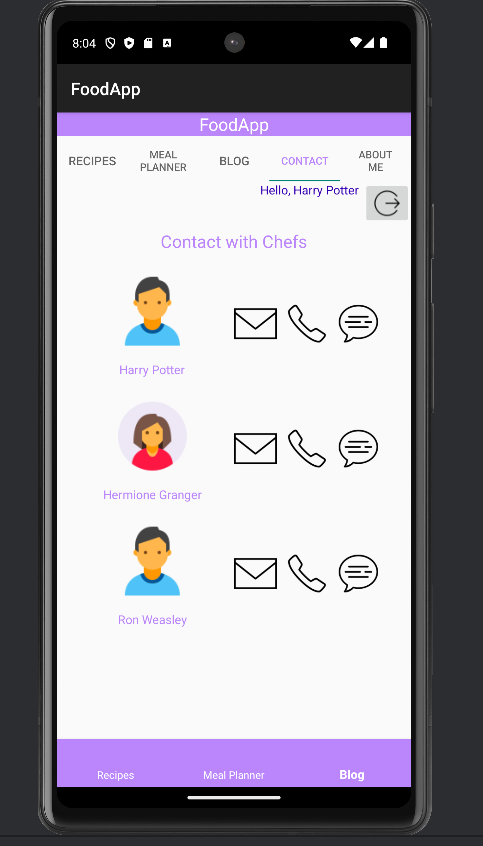 8:04
FoodApp
FoodApp
RECIPES
MEAL
PLANNER
BLOG
CONTACT
ABOUT
ME
Hello, Harry Potter
Contact with Chefs
Harry Potter
Hermione Granger
Ron Weasley
Recipes
Meal Planner
Blog